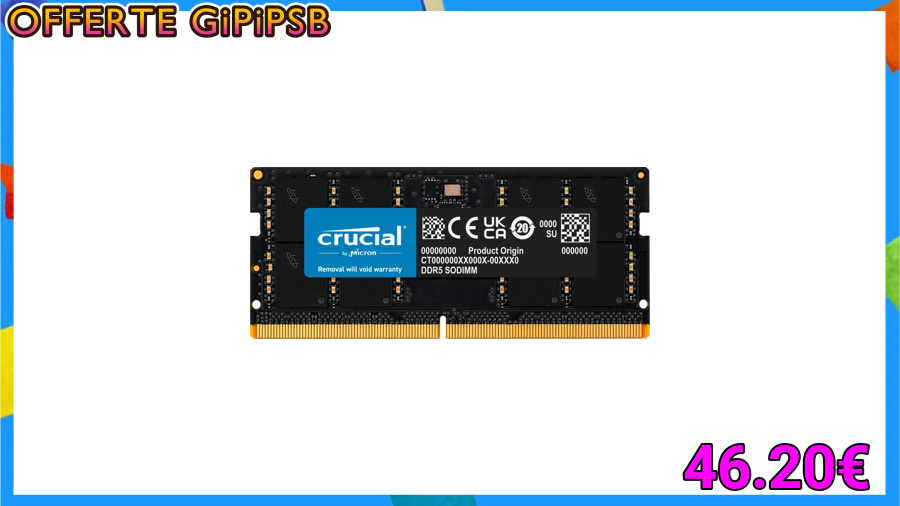 OFFERTE GiPiPSB
crucial
by Micron
Removal will void warranty
CE UK CA 20
0000
SU
00000000 Product Origin
000000
CT000000XX000X-00XXX0
DDR5 SODIMM
46.20€